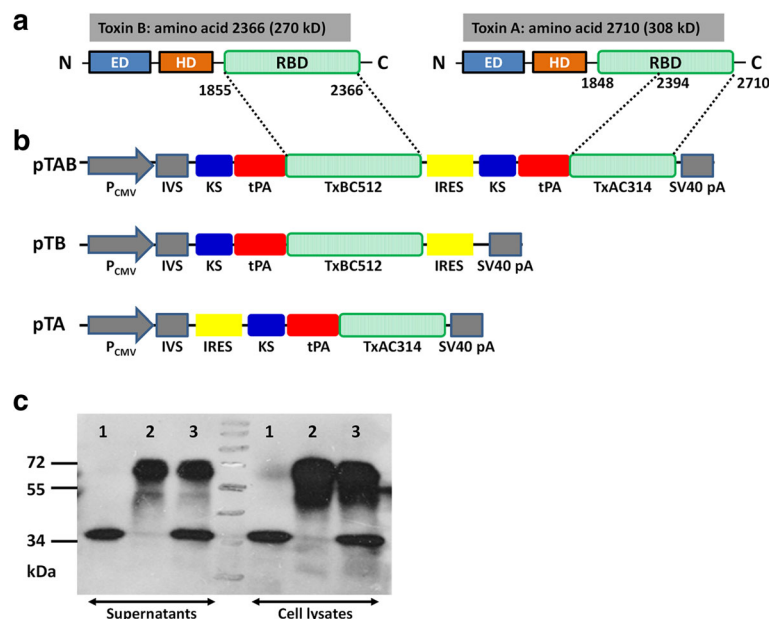 a
Toxin B: amino acid 2366 (270 kD) Toxin A: amino acid 2710 (308 kD)
N ED HD RBD C N ED HD RBD C
1855 2366 1848 2394 2710
b
pTAB
PCMV IVS KS tPA TxBC512 IRES KS tPA TxAC314 SV40 pA
pTB
PCMV IVS KS tPA TxBC512 IRES SV40 pA
pTA
PCMV IVS IRES KS tPA TxAC314 SV40 pA
c
1 2 3 1 2 3
72
55
34
kDa
Supernatants Cell lysates